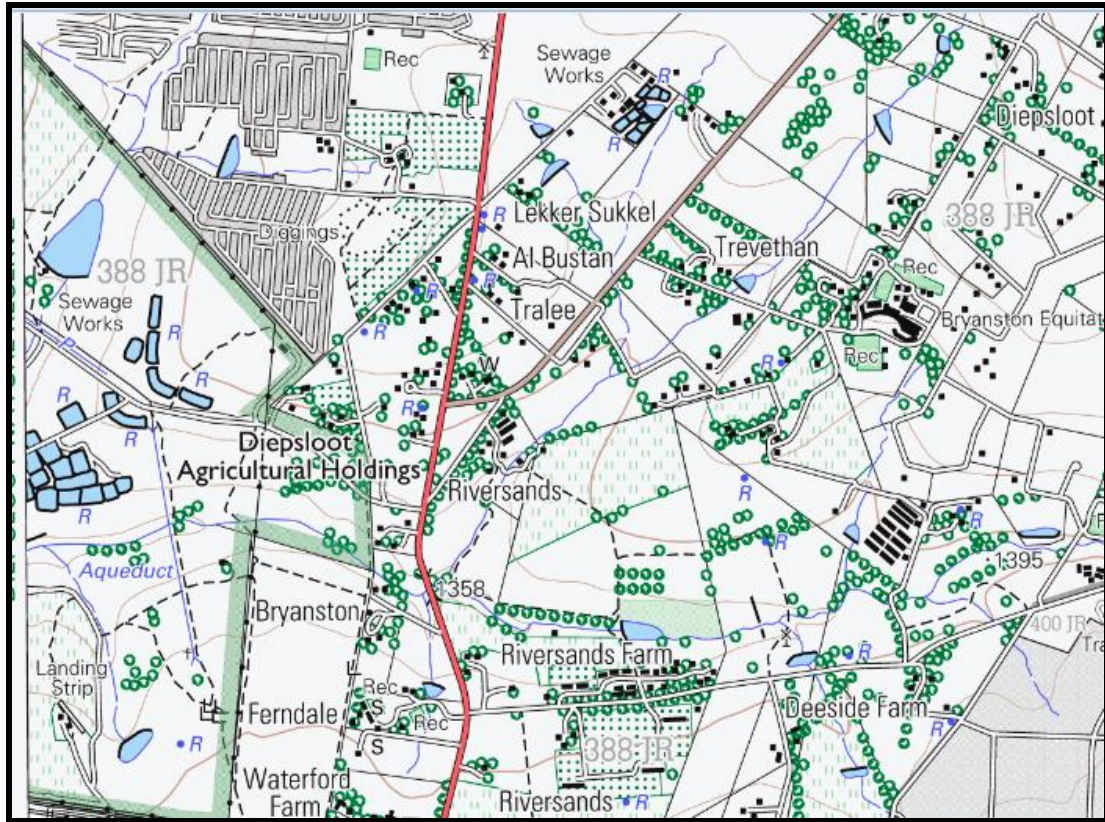 Rec
Sewage
Works
R
R
Diepsloot
R
Lekker Sukkel
388 JR
Diggings
Al Bustan
Trevethan
388 JR
R
R
Rec
Sewage
Works
Tralee
R
Bryanston Equitat
P
R
Rec
W
R
R
R
R
Diepsloot
Agricultural Holdings
R
Riversands
R
R
R
Aqueduct
1358
1395
Bryanston
400 JR
Tra
Riversands Farm
R
Landing
Strip
L
Rec
S
Rec
Ferndale
Deeside Farm
R
R
S
388 JR
Waterford
Farm
Riversands
R